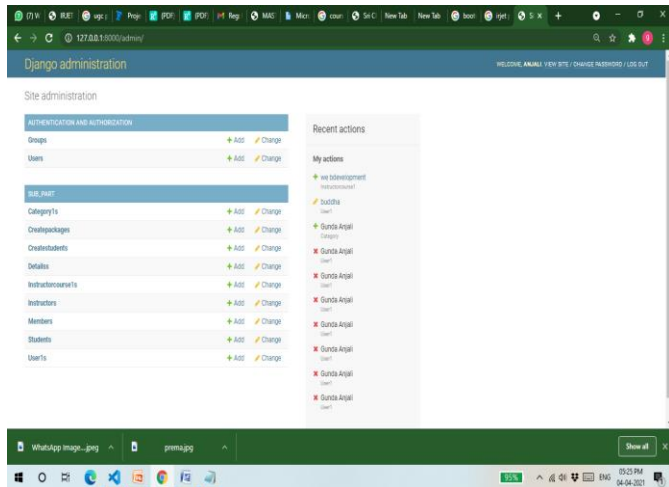 127.0.0.1:8000/admin/
Django administration
WELCOME, ANJALI. VIEW SITE / CHANGE PASSWORD / LOG OUT
Site administration
AUTHENTICATION AND AUTHORIZATION
Groups + Add Change
Users + Add Change
SUB_PART
Category1s + Add Change
Createpackages + Add Change
Createstudents + Add Change
Detailss + Add Change
Instructorcourse1s + Add Change
Instructors + Add Change
Members + Add Change
Students + Add Change
User1s + Add Change
Recent actions
My actions
Instructorcourse1
buddha
User1
Gunda Anjali
Category
Gunda Anjali
User1
Gunda Anjali
User1
Gunda Anjali
User1
Gunda Anjali
User1
Gunda Anjali
User1
Gunda Anjali
User1
Gunda Anjali
User1
WhatsApp Image....jpeg
prema.jpg
Show all
95%
ENG
05:25 PM
04-04-2021